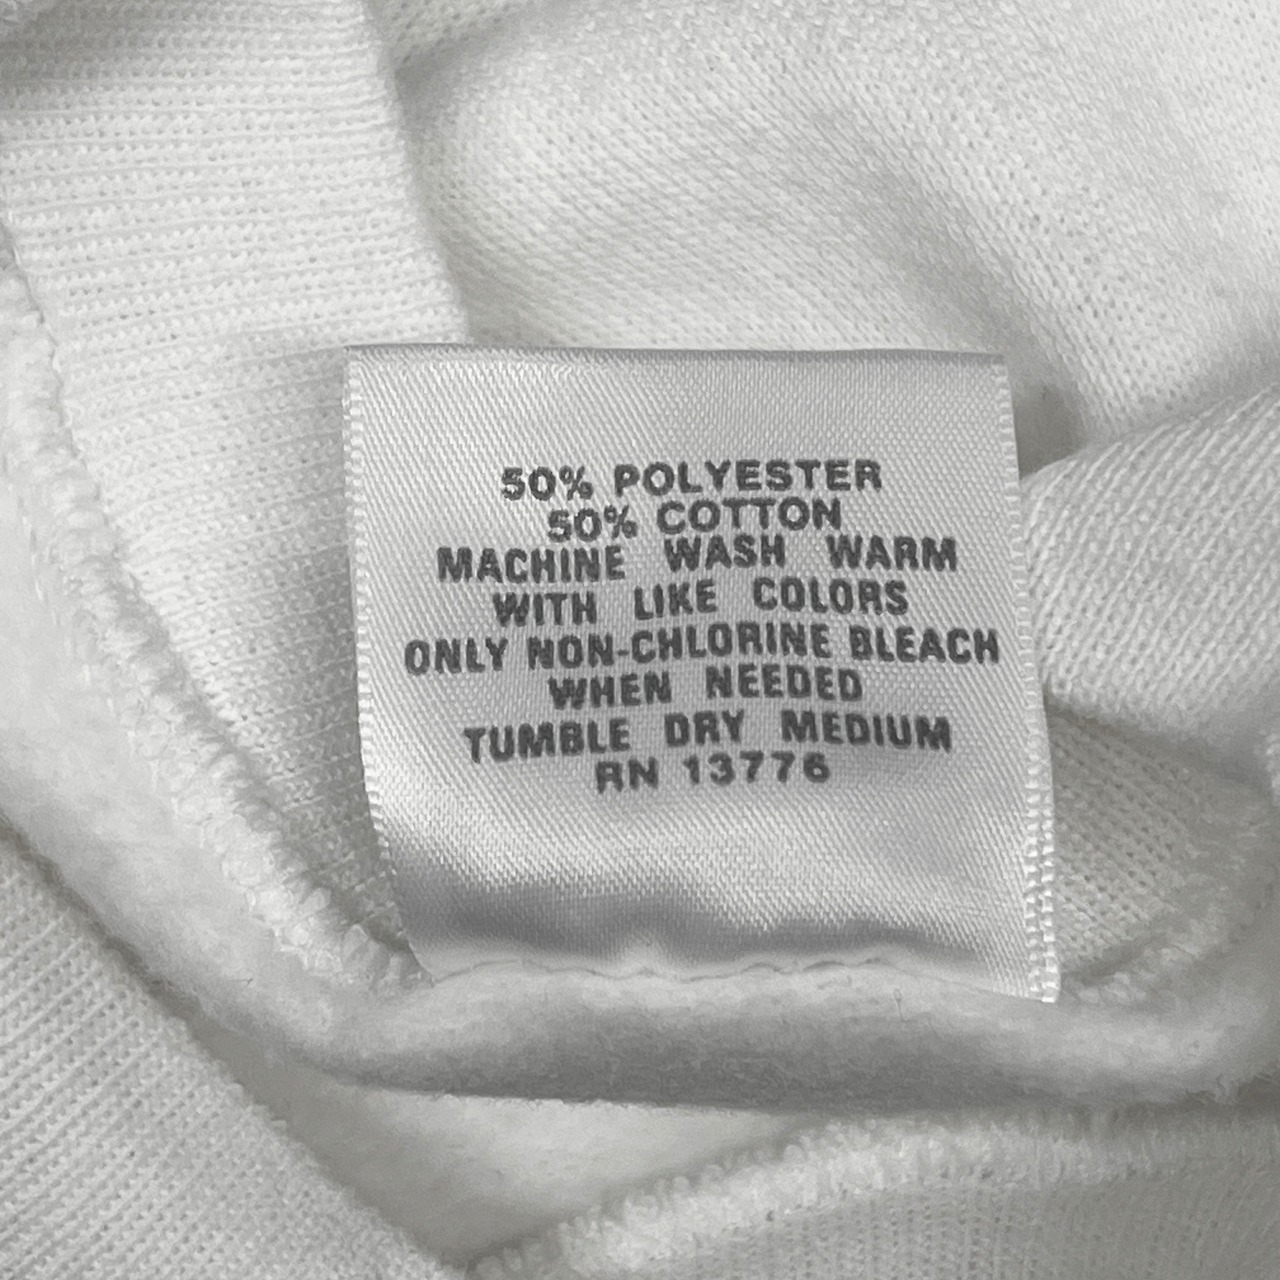 50% POLYESTER
50% COTTON
MACHINE WASH WARM
WITH LIKE COLORS
ONLY NON-CHLORINE BLEACH
WHEN NEEDED
TUMBLE DRY MEDIUM
RN 13776